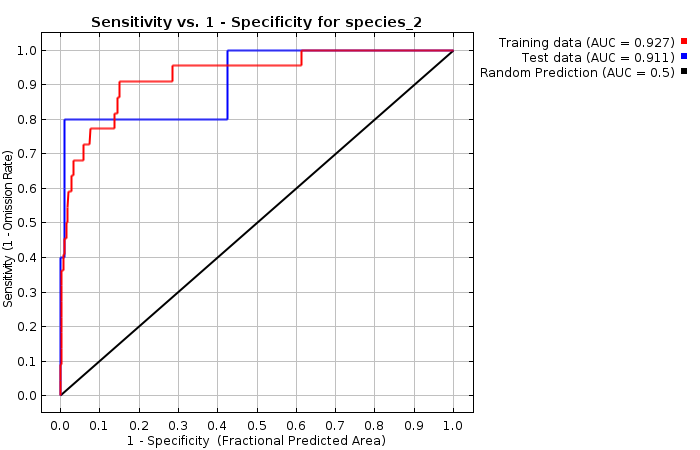 Sensitivity vs. 1 - Specificity for species_2
Training data (AUC = 0.927)
Test data (AUC = 0.911)
Random Prediction (AUC = 0.5)
Sensitivity (1 - Omission Rate)
1.0
0.9
0.8
0.7
0.6
0.5
0.4
0.3
0.2
0.1
0.0
0.0 0.1 0.2 0.3 0.4 0.5 0.6 0.7 0.8 0.9 1.0
1 - Specificity (Fractional Predicted Area)